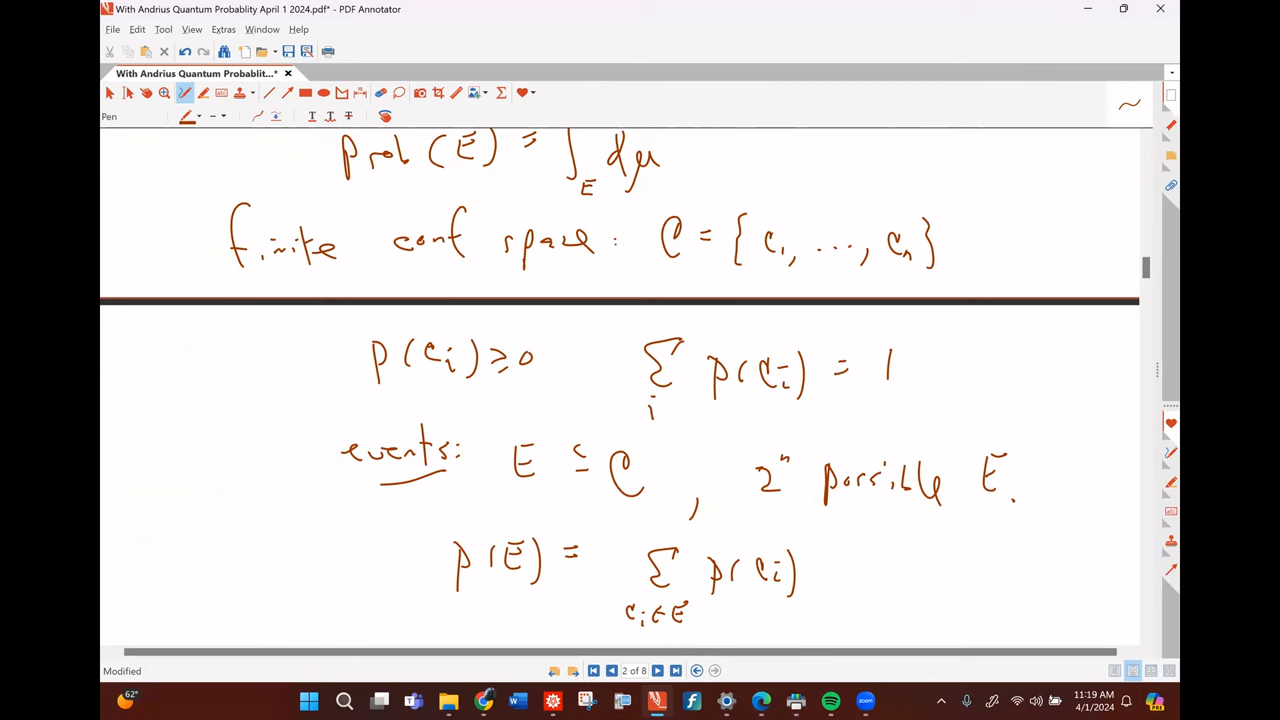 With Andrius Quantum Probablity April 1 2024.pdf* - PDF Annotator
File Edit Tool View Extras Window Help
With Andrius Quantum Probablit...*
Pen
Prob(E) = ∫_E dμ
finite conf space: C = {c₁, ..., cₙ}
p(cᵢ) ≥ 0 Σ_i p(cᵢ) = 1
events: E ⊆ C, 2ⁿ possible E.
p(E) = Σ_{cᵢ∈E} p(cᵢ)
Modified 2 of 8
62°
11:19 AM
4/1/2024